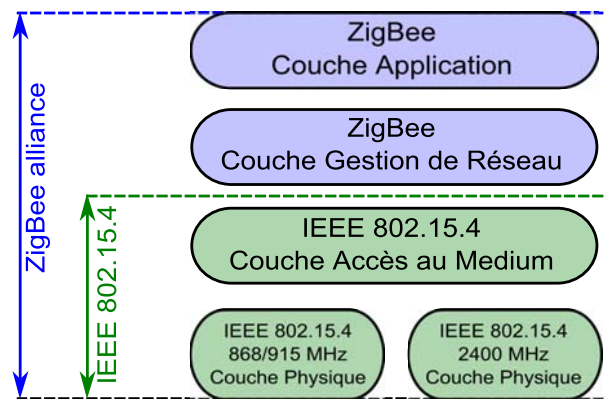 ZigBee
Couche Application
ZigBee
Couche Gestion de Réseau
IEEE 802.15.4
Couche Accès au Medium
IEEE 802.15.4
868/915 MHz
Couche Physique
IEEE 802.15.4
2400 MHz
Couche Physique
ZigBee alliance
IEEE 802.15.4